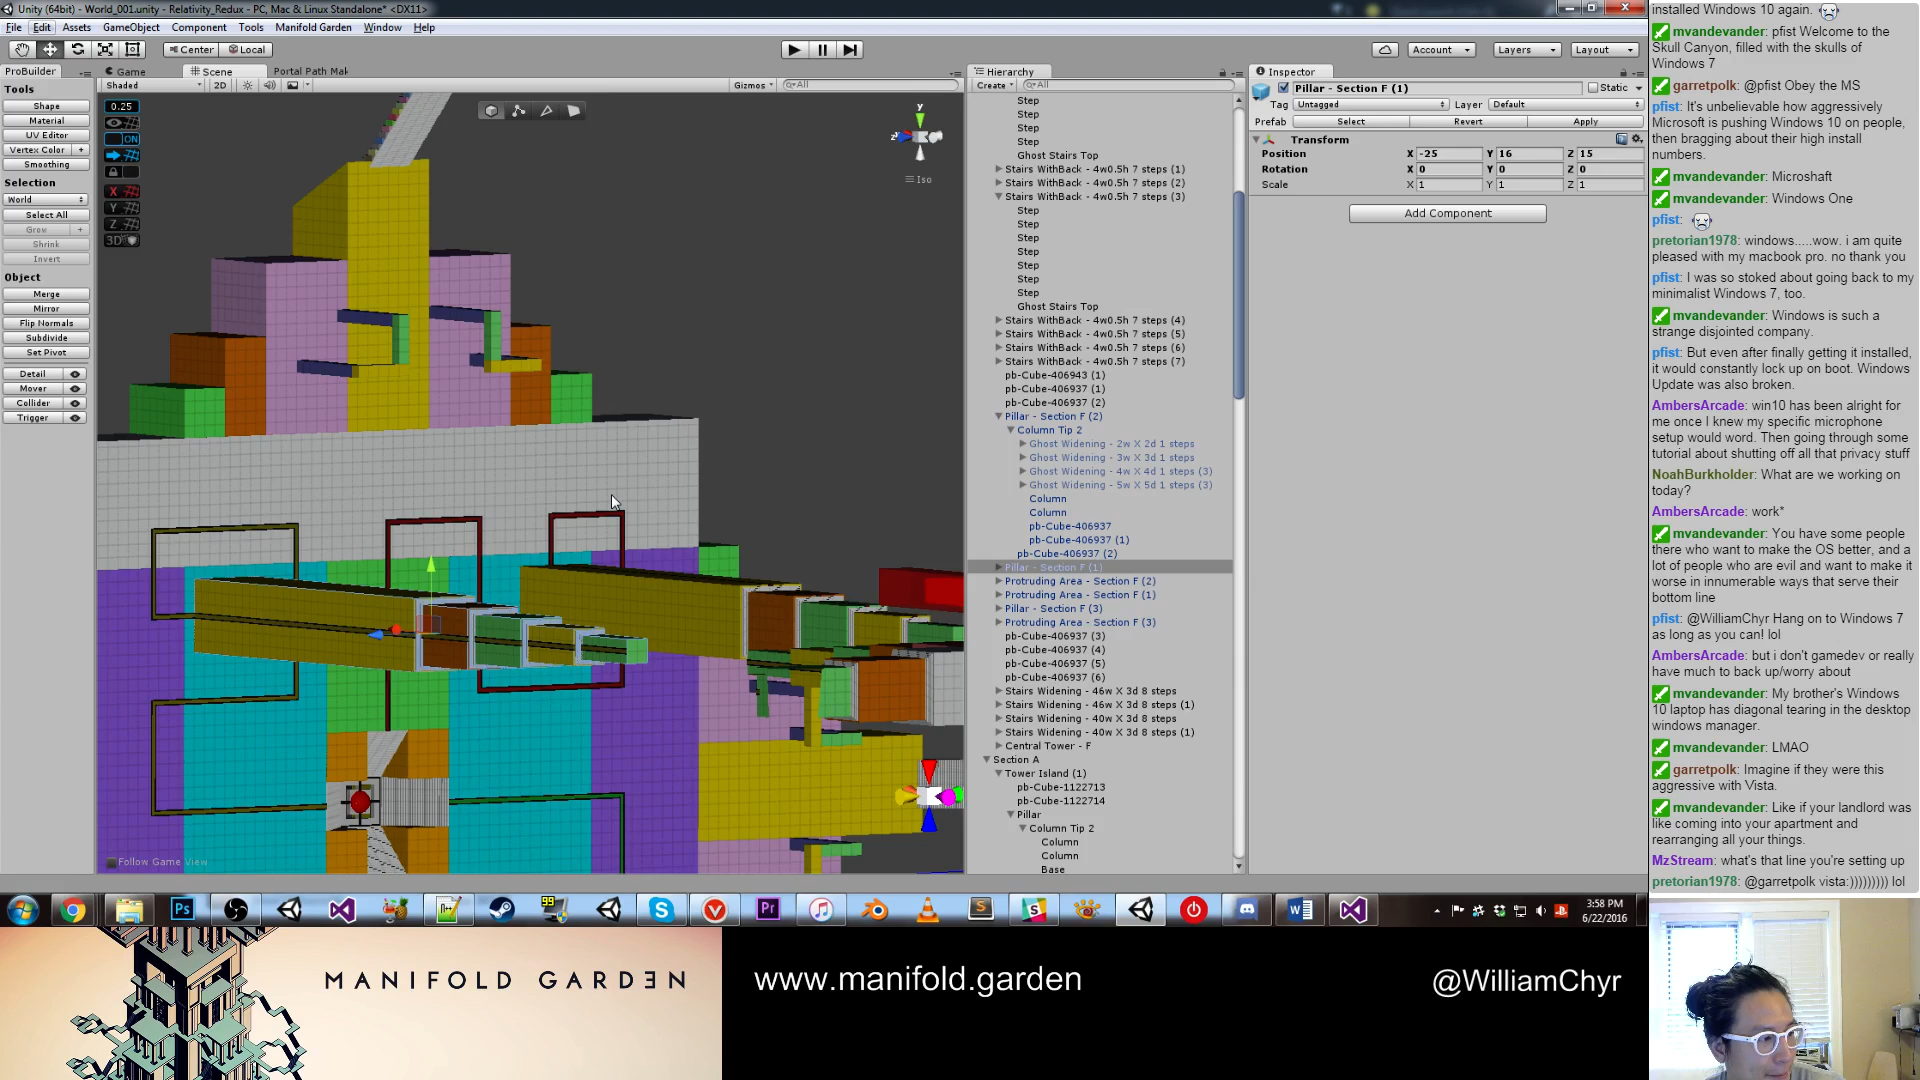 Unity (64bit) - World_001.unity - Relativity_Redux - PC, Mac & Linux Standalone* <DX11>
File Edit Assets GameObject Component Tools Manifold Garden Window Help
Center Local Account Layers Layout
ProBuilder
Tools
Shape
Material
UV Editor
Vertex Color +
Smoothing
Selection
World
Select All
Grow +
Shrink
Invert
Object
Merge
Mirror
Flip Normals
Subdivide
Set Pivot
Detail
Mover
Collider
Trigger
Game Scene Portal Path Mak
Shaded 2D Gizmos All
0.25
ON
X
Y
Z
3D
y
z
Iso
Follow Game View
Hierarchy
Create All
Step
Step
Step
Step
Ghost Stairs Top
Stairs WithBack - 4w0.5h 7 steps (1)
Stairs WithBack - 4w0.5h 7 steps (2)
Stairs WithBack - 4w0.5h 7 steps (3)
Step
Step
Step
Step
Step
Step
Step
Ghost Stairs Top
Stairs WithBack - 4w0.5h 7 steps (4)
Stairs WithBack - 4w0.5h 7 steps (5)
Stairs WithBack - 4w0.5h 7 steps (6)
Stairs WithBack - 4w0.5h 7 steps (7)
pb-Cube-406943 (1)
pb-Cube-406937 (1)
pb-Cube-406937 (2)
Pillar - Section F (2)
Column Tip 2
Ghost Widening - 2w X 2d 1 steps
Ghost Widening - 3w X 3d 1 steps
Ghost Widening - 4w X 4d 1 steps (3)
Ghost Widening - 5w X 5d 1 steps (3)
Column
Column
pb-Cube-406937
pb-Cube-406937 (1)
pb-Cube-406937 (2)
Pillar - Section F (1)
Protruding Area - Section F (2)
Protruding Area - Section F (1)
Pillar - Section F (3)
Protruding Area - Section F (3)
pb-Cube-406937 (3)
pb-Cube-406937 (4)
pb-Cube-406937 (5)
pb-Cube-406937 (6)
Stairs Widening - 46w X 3d 8 steps
Stairs Widening - 46w X 3d 8 steps (1)
Stairs Widening - 40w X 3d 8 steps
Stairs Widening - 40w X 3d 8 steps (1)
Central Tower - F
Section A
Tower Island (1)
pb-Cube-1122713
pb-Cube-1122714
Pillar
Column Tip 2
Column
Column
Base
Inspector
Pillar - Section F (1) Static
Tag Untagged Layer Default
Prefab Select Revert Apply
Transform
Position X -25 Y 16 Z 15
Rotation X 0 Y 0 Z 0
Scale X 1 Y 1 Z 1
Add Component
installed Windows 10 again.
mvandevander: pfist Welcome to the
Skull Canyon, filled with the skulls of
Windows 7
garretpolk: @pfist Obey the MS
pfist: It's unbelievable how aggressively
Microsoft is pushing Windows 10 on people,
then bragging about their high install
numbers.
mvandevander: Microshaft
mvandevander: Windows One
pfist:
pretorian1978: windows.....wow. i am quite
pleased with my macbook pro. no thank you
pfist: I was so stoked about going back to my
minimalist Windows 7, too.
mvandevander: Windows is such a
strange disjointed company.
pfist: But even after finally getting it installed,
it would constantly lock up on boot. Windows
Update was also broken.
AmbersArcade: win10 has been alright for
me once I knew my specific microphone
setup would word. Then going through some
tutorial about shutting off all that privacy stuff
NoahBurkholder: What are we working on
today?
AmbersArcade: work*
mvandevander: You have some people
there who want to make the OS better, and a
lot of people who are evil and want to make it
worse in innumerable ways that serve their
bottom line
pfist: @WilliamChyr Hang on to Windows 7
as long as you can! lol
AmbersArcade: but i don't gamedev or really
have much to back up/worry about
mvandevander: My brother's Windows
10 laptop has diagonal tearing in the desktop
windows manager.
mvandevander: LMAO
garretpolk: Imagine if they were this
aggressive with Vista.
mvandevander: Like if your landlord was
like coming into your apartment and
rearranging all your things.
MzStream: what's that line you're setting up
pretorian1978: @garretpolk vista:))))))))) lol
Ps 99 Pr S W
3:58 PM
6/22/2016
MANIFOLD GARDEN
www.manifold.garden
@WilliamChyr